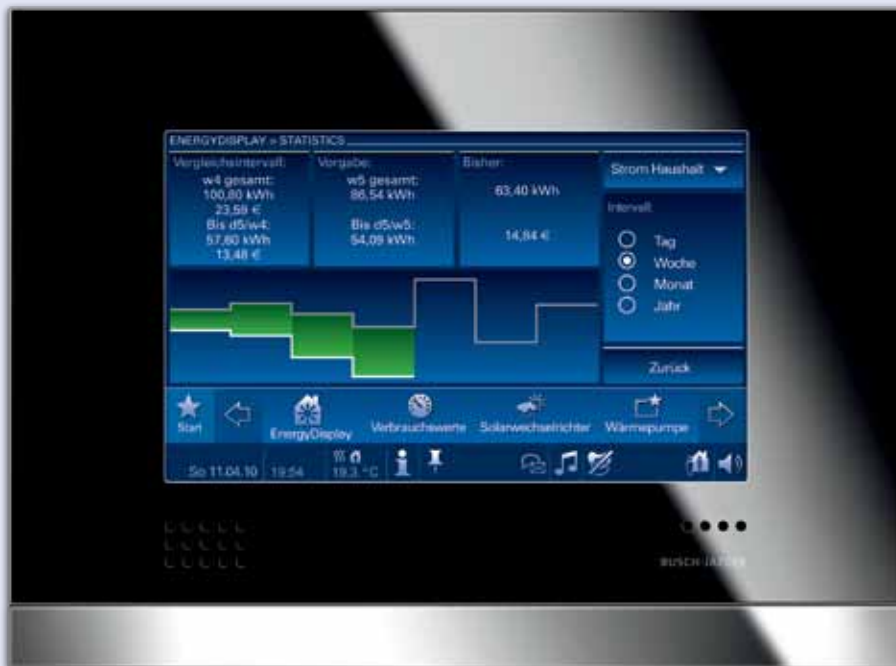 ENERGYDISPLAY » STATISTICS
Vergleichsintervall:
w4 gesamt:
100,80 kWh
23,59 €
Bis d5/w4:
57,60 kWh
13,48 €
Vorgabe:
w5 gesamt:
86,54 kWh
Bis d5/w5:
54,09 kWh
Bisher:
63,40 kWh
14,84 €
Strom Haushalt
Intervall:
Tag
Woche
Monat
Jahr
Zurück
Start
EnergyDisplay
Verbrauchswerte
Solarwechselrichter
Wärmepumpe
So 11.04.10
19:54
19.3 °C
BUSCH-JAEGER